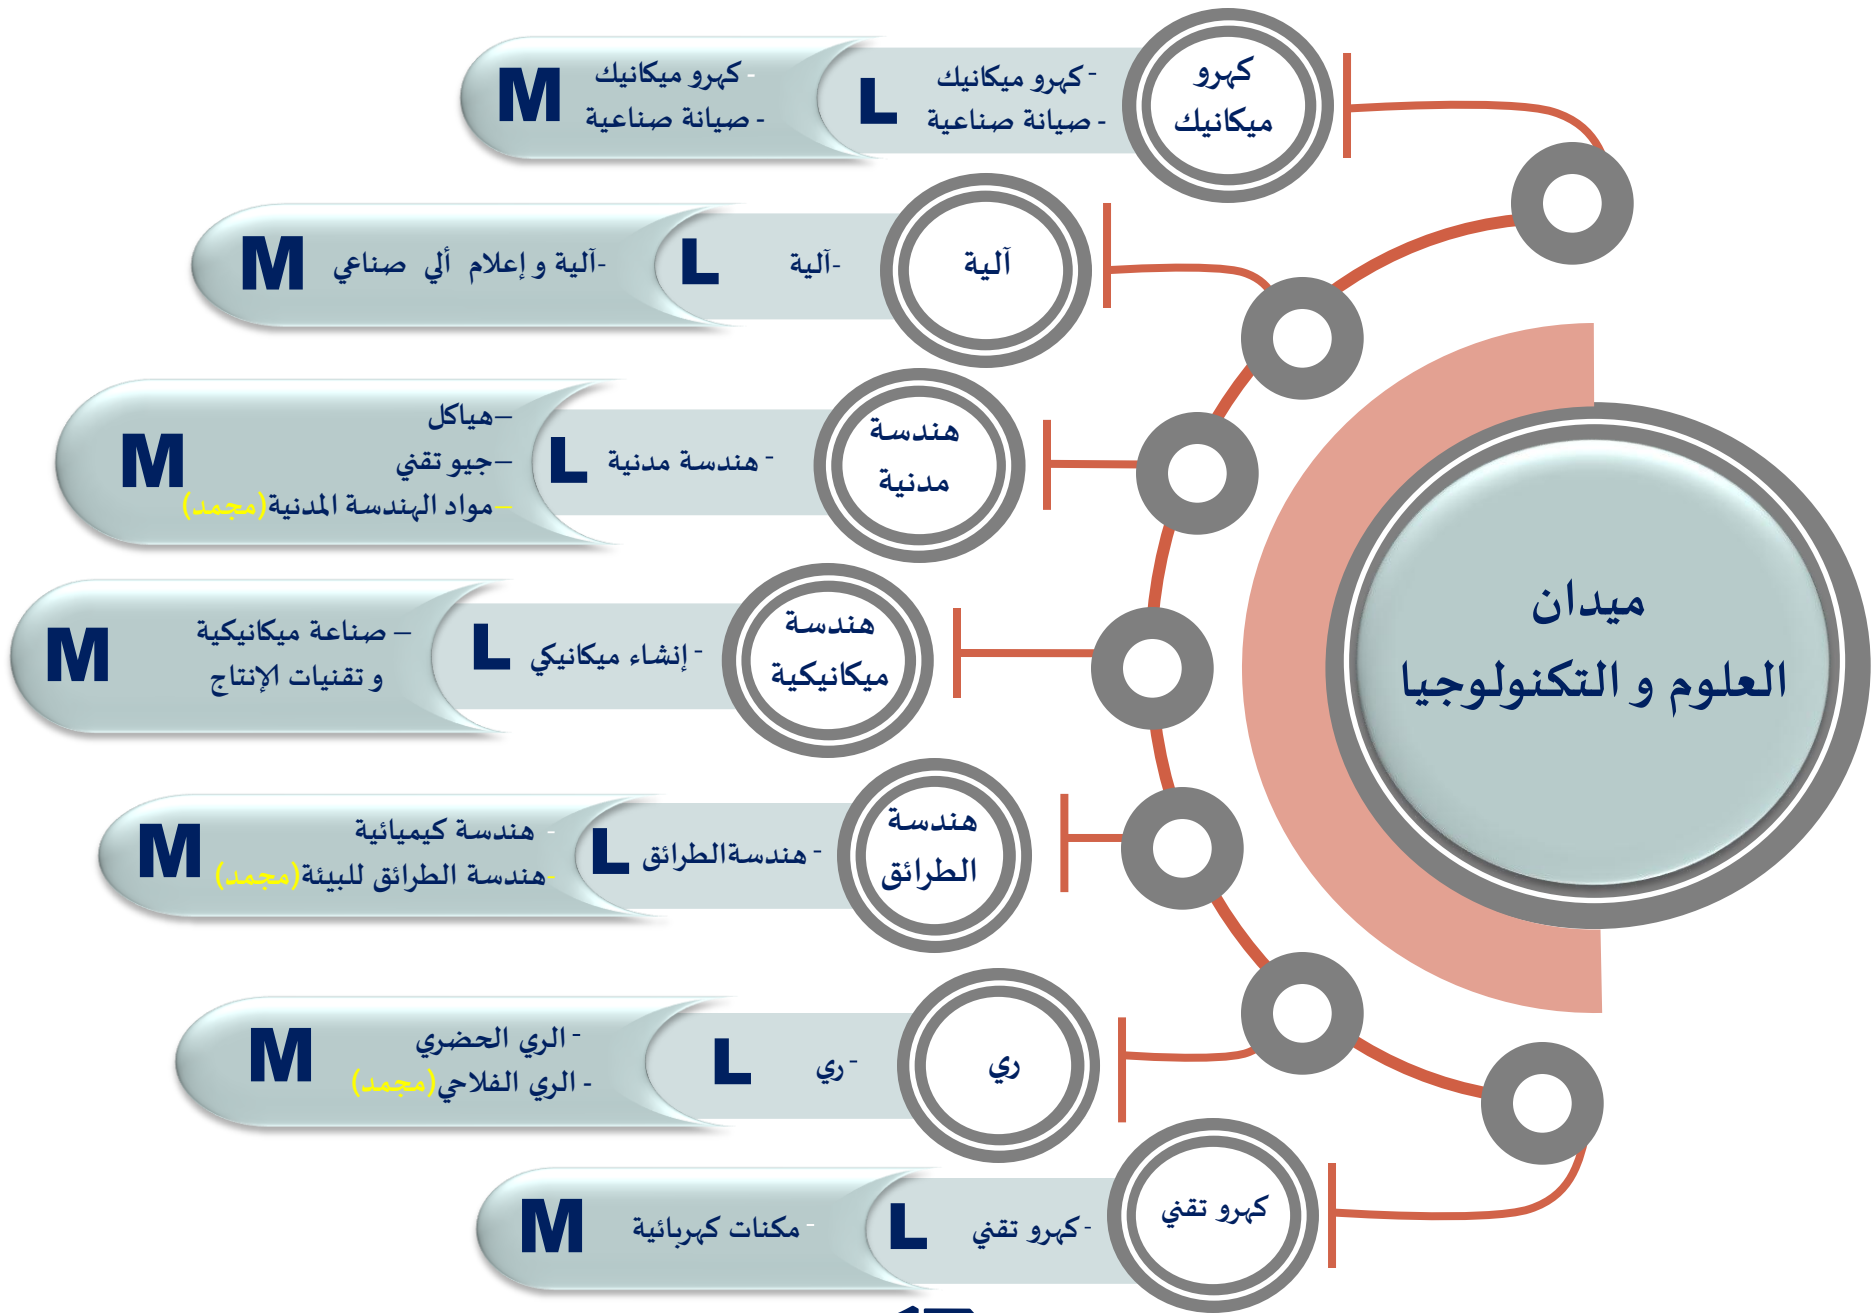 ميدان
العلوم و التكنولوجيا
كهرو
ميكانيك
- كهرو ميكانيك
- صيانة صناعية
L
- كهرو ميكانيك
- صيانة صناعية
M
آلية
-آلية
L
-آلية و إعلام ألي صناعي
M
هندسة
مدنية
- هندسة مدنية
L
–هياكل
–جيو تقني
–مواد الهندسة المدنية(مجمد)
M
هندسة
ميكانيكية
- إنشاء ميكانيكي
L
– صناعة ميكانيكية
و تقنيات الإنتاج
M
هندسة
الطرائق
- هندسةالطرائق
L
- هندسة كيميائية
-هندسة الطرائق للبيئة(مجمد)
M
ري
-ري
L
- الري الحضري
- الري الفلاحي(مجمد)
M
كهرو تقني
-كهرو تقني
L
- مكنات كهربائية
M